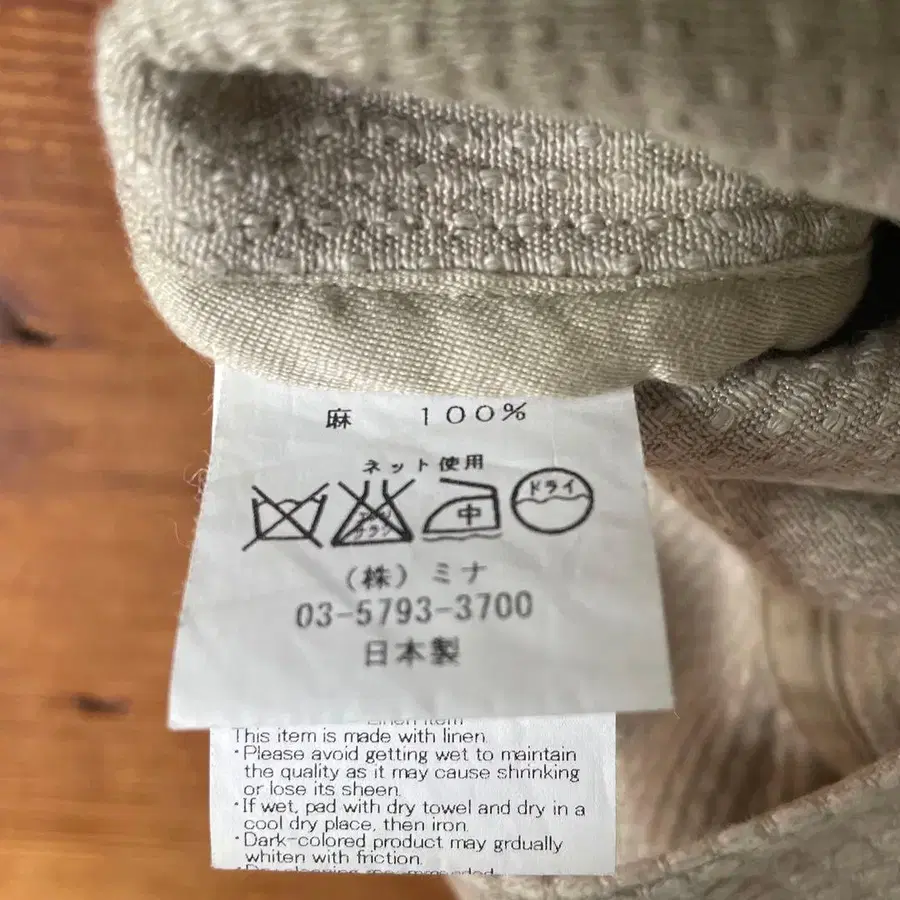 麻 100%
ネット使用
中 ドライ
(株)ミナ
03-5793-3700
日本製
Linen item
This item is made with linen.
・Please avoid getting wet to maintain
the quality as it may cause shrinking
or lose its sheen.
・If wet, pad with dry towel and dry in a
cool dry place, then iron.
・Dark-colored product may grdually
whiten with friction.